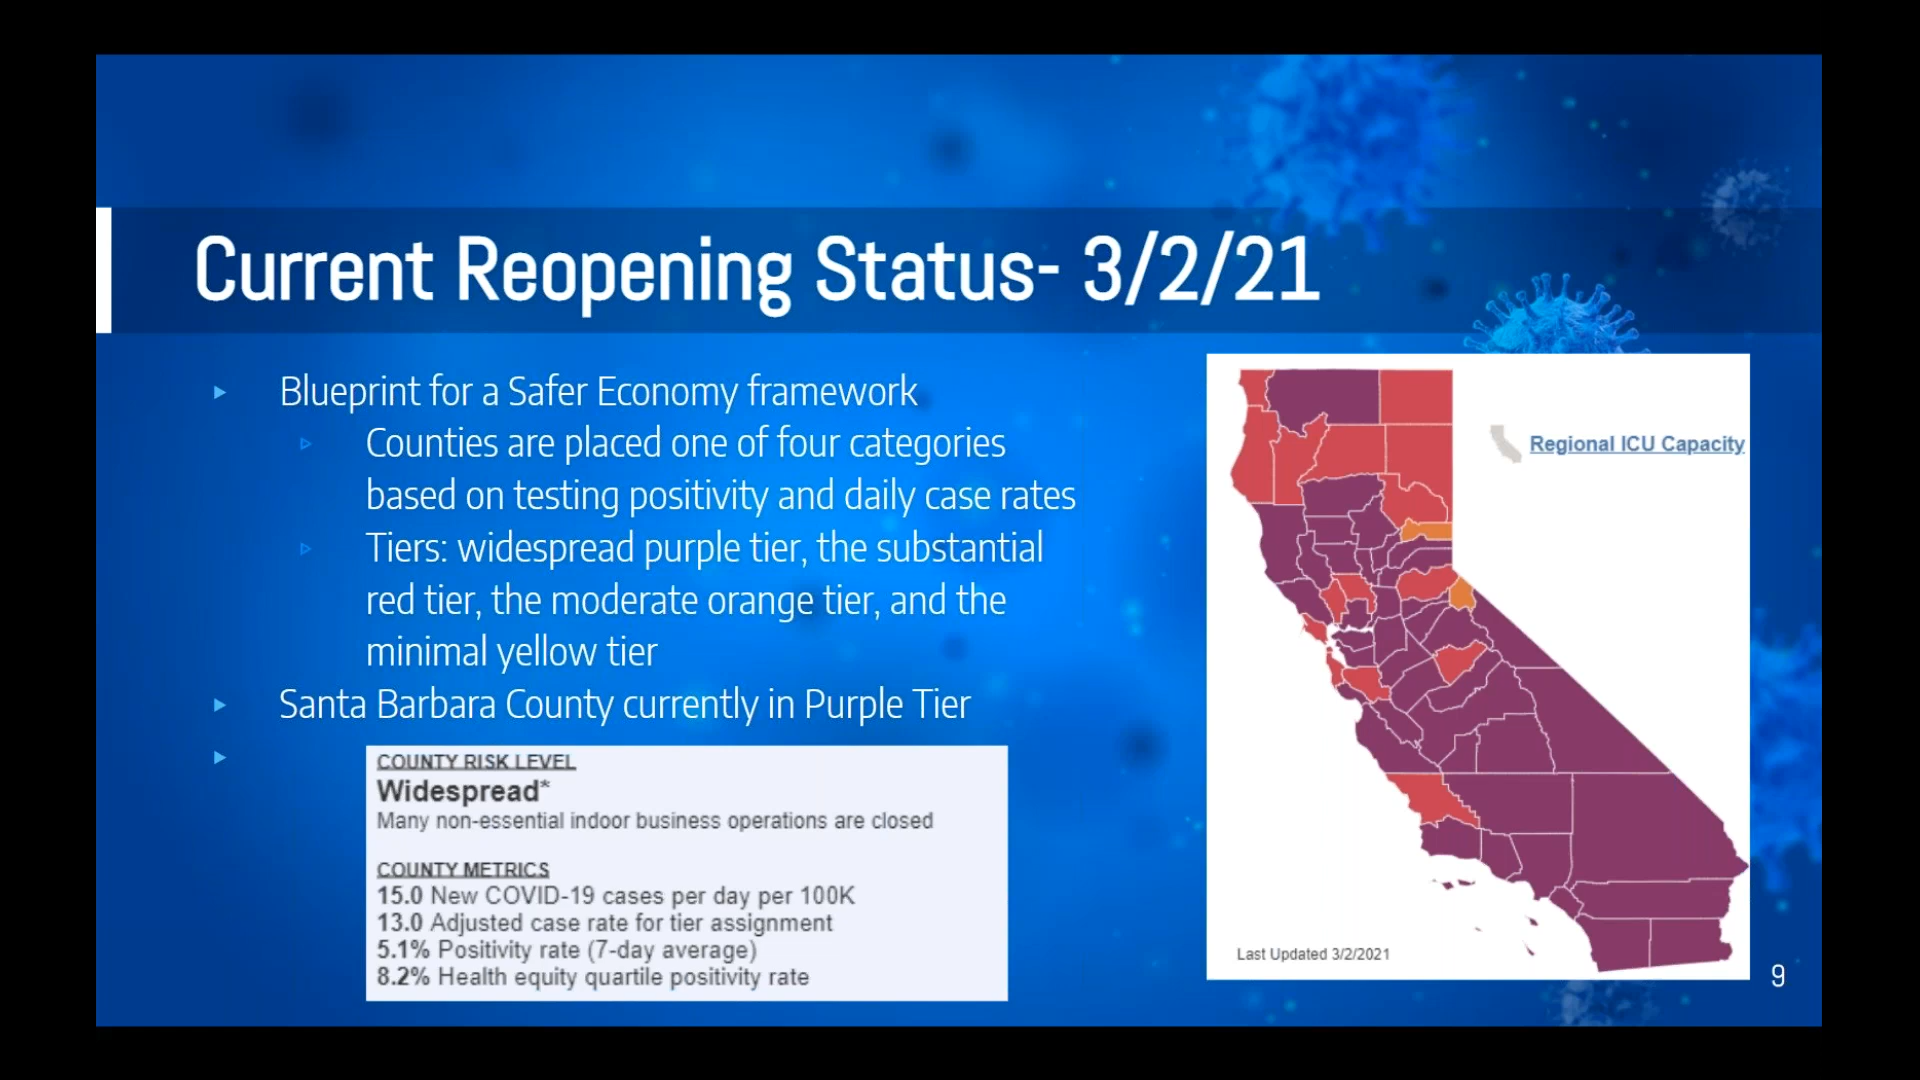 Current Reopening Status- 3/2/21
Blueprint for a Safer Economy framework
Counties are placed one of four categories
based on testing positivity and daily case rates
Tiers: widespread purple tier, the substantial
red tier, the moderate orange tier, and the
minimal yellow tier
Santa Barbara County currently in Purple Tier
COUNTY RISK LEVEL
Widespread*
Many non-essential indoor business operations are closed
COUNTY METRICS
15.0 New COVID-19 cases per day per 100K
13.0 Adjusted case rate for tier assignment
5.1% Positivity rate (7-day average)
8.2% Health equity quartile positivity rate
Regional ICU Capacity
Last Updated 3/2/2021
9